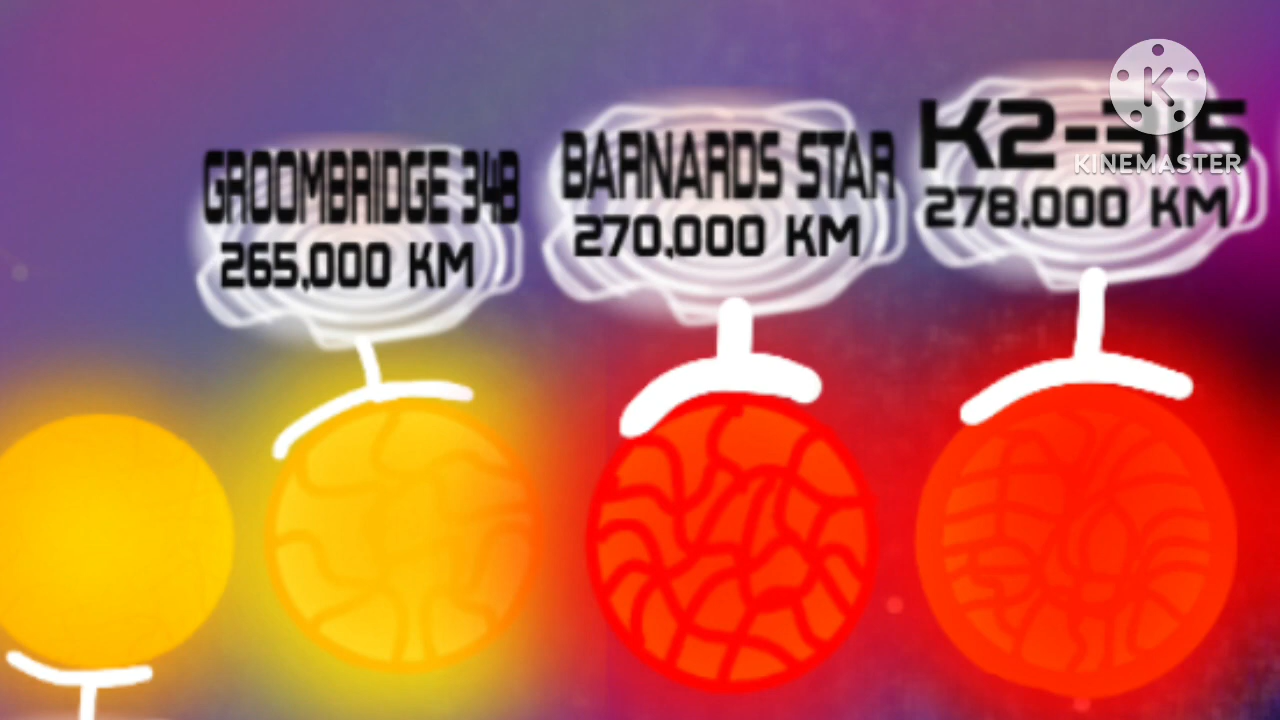 GROOMBRIDGE 34B
265,000 KM
BARNARDS STAR
270,000 KM
K2-315
278,000 KM
K
KINEMASTER